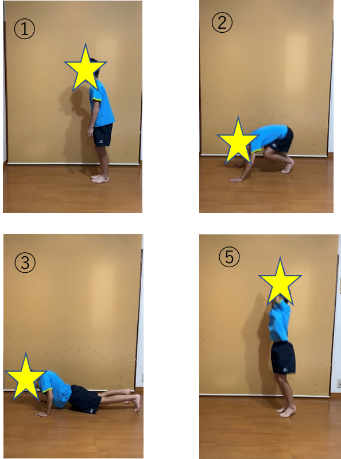 ①
②
③
⑤